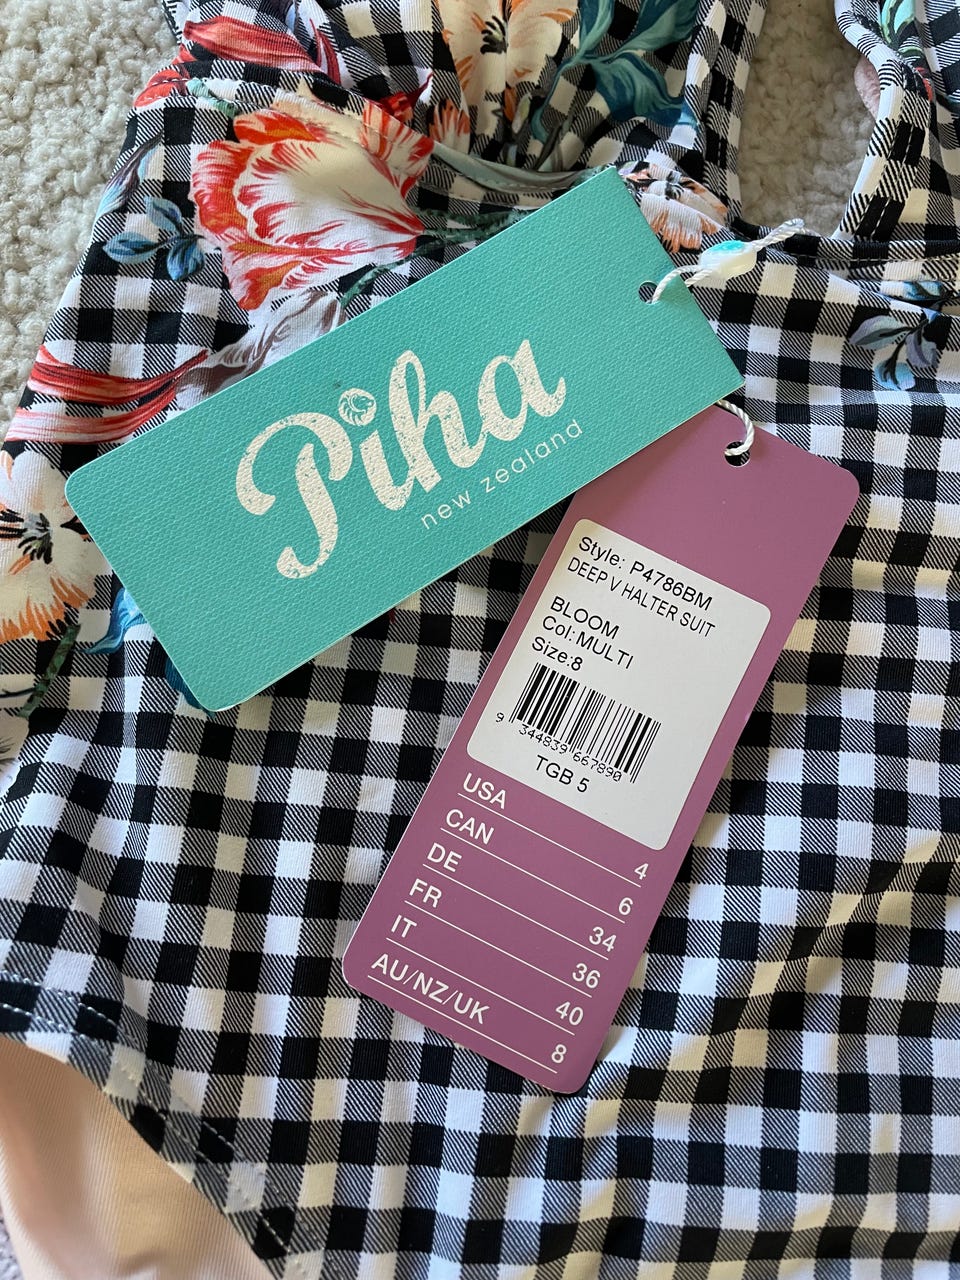 Piha
new zealand
Style: P4786BM
DEEP V HALTER SUIT
BLOOM
Col:MULTI
Size:8
9 344839 667890
TGB 5
USA 4
CAN 6
DE 34
FR 36
IT 40
AU/NZ/UK 8